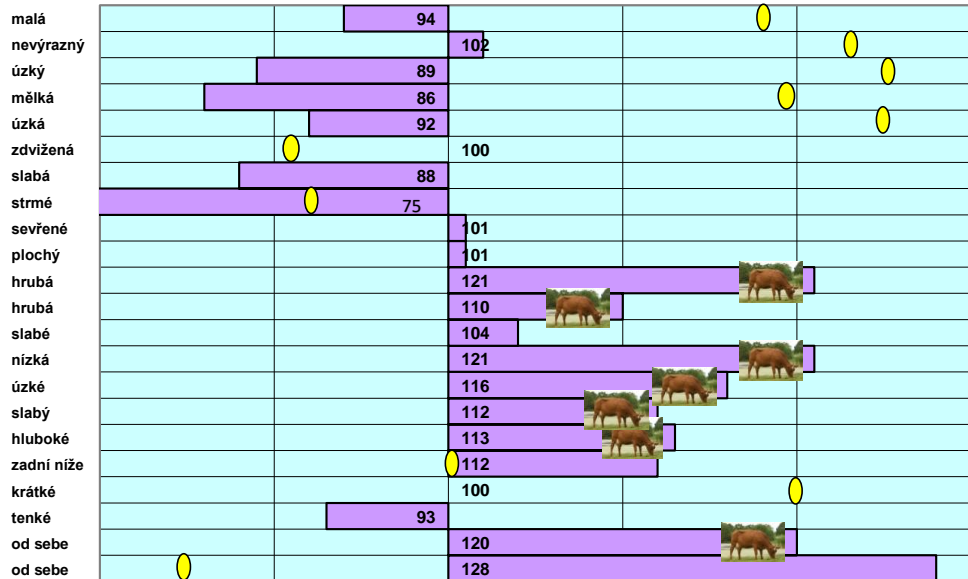 malá 94
nevýrazný 102
úzký 89
mělká 86
úzká 92
zdvižená 100
slabá 88
strmé 75
sevřené 101
plochý 101
hrubá 121
hrubá 110
slabé 104
nízká 121
úzké 116
slabý 112
hluboké 113
zadní níže 112
krátké 100
tenké 93
od sebe 120
od sebe 128